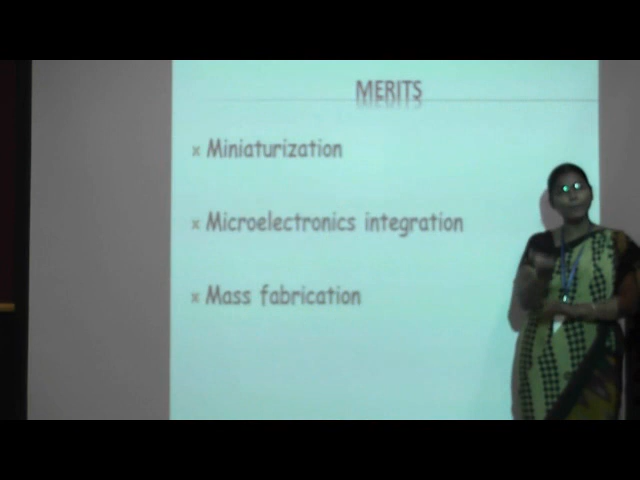 MERITS
x Miniaturization
x Microelectronics integration
x Mass fabrication